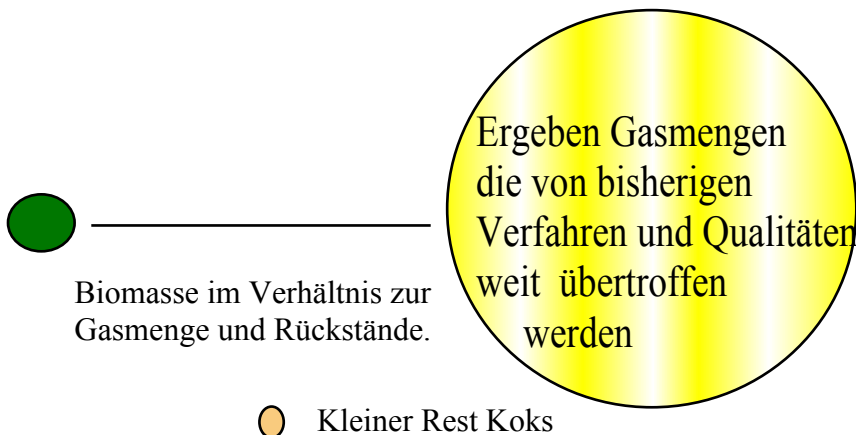 Ergeben Gasmengen
die von bisherigen
Verfahren und Qualitäten
weit übertroffen
werden
Biomasse im Verhältnis zur
Gasmenge und Rückstände.
Kleiner Rest Koks